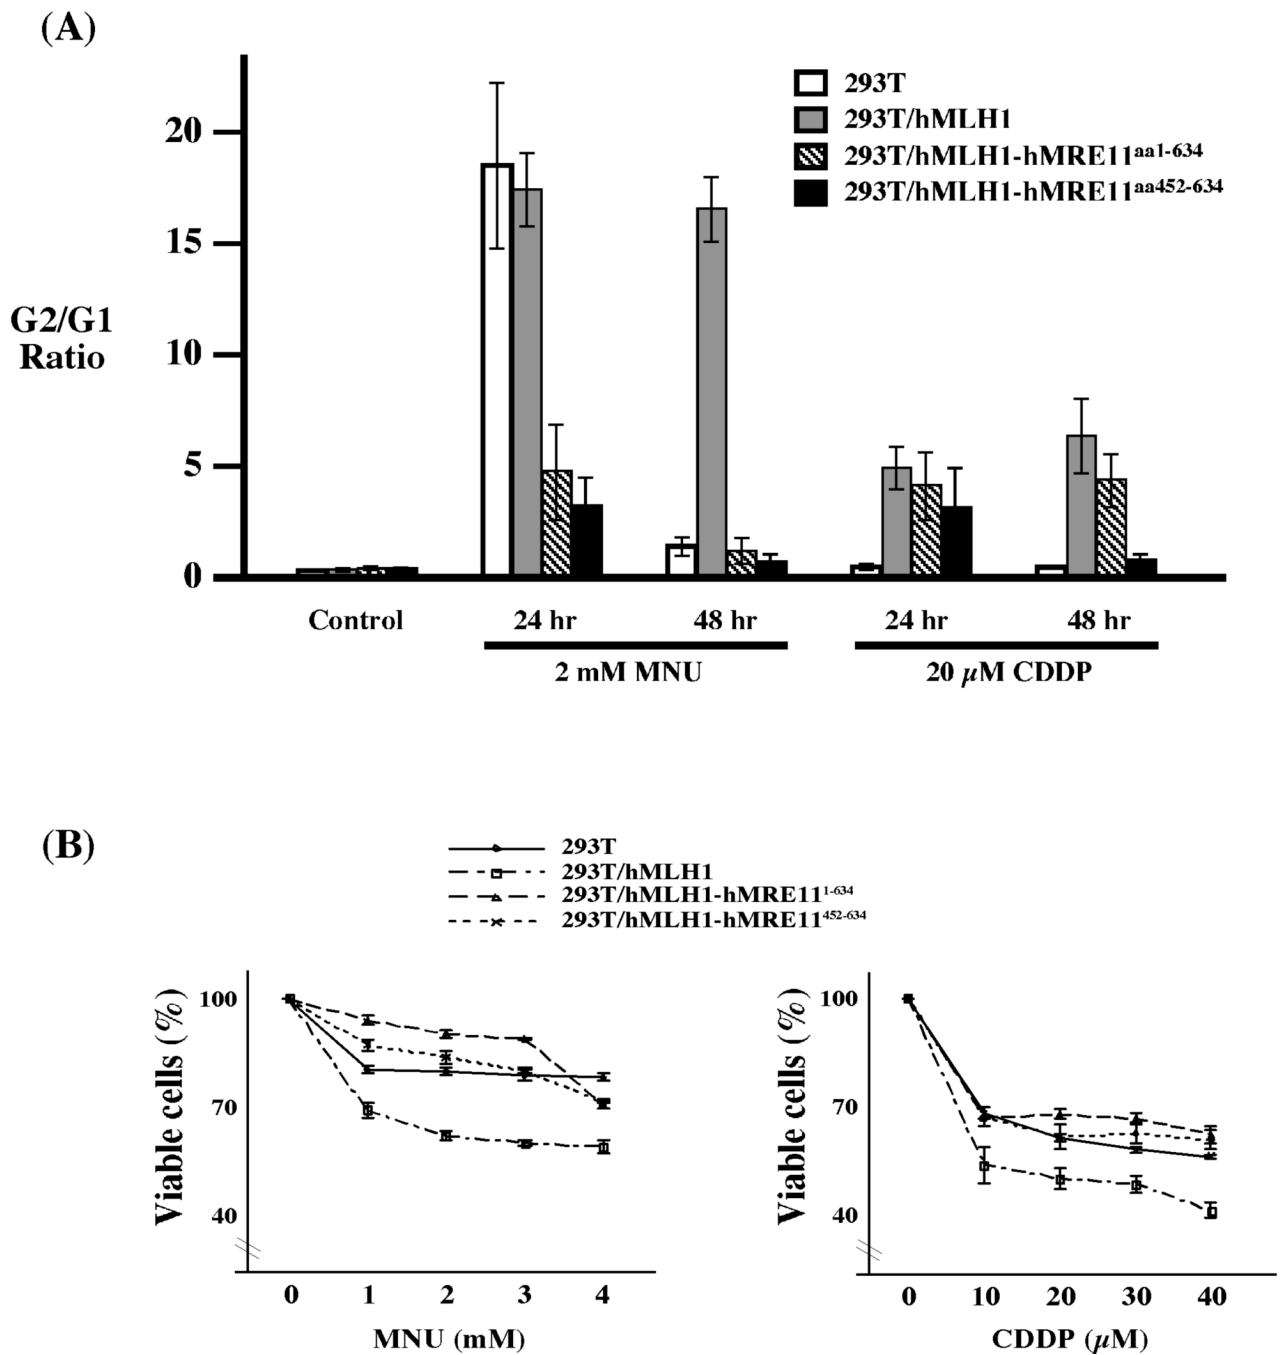 (A)
293T
293T/hMLH1
293T/hMLH1-hMRE11aa1-634
293T/hMLH1-hMRE11aa452-634
20
15
10
5
0
G2/G1
Ratio
Control
24 hr
48 hr
24 hr
48 hr
2 mM MNU
20 µM CDDP
(B)
293T
293T/hMLH1
293T/hMLH1-hMRE111-634
293T/hMLH1-hMRE11452-634
Viable cells (%)
100
70
40
0 1 2 3 4
MNU (mM)
Viable cells (%)
100
70
40
0 10 20 30 40
CDDP (µM)